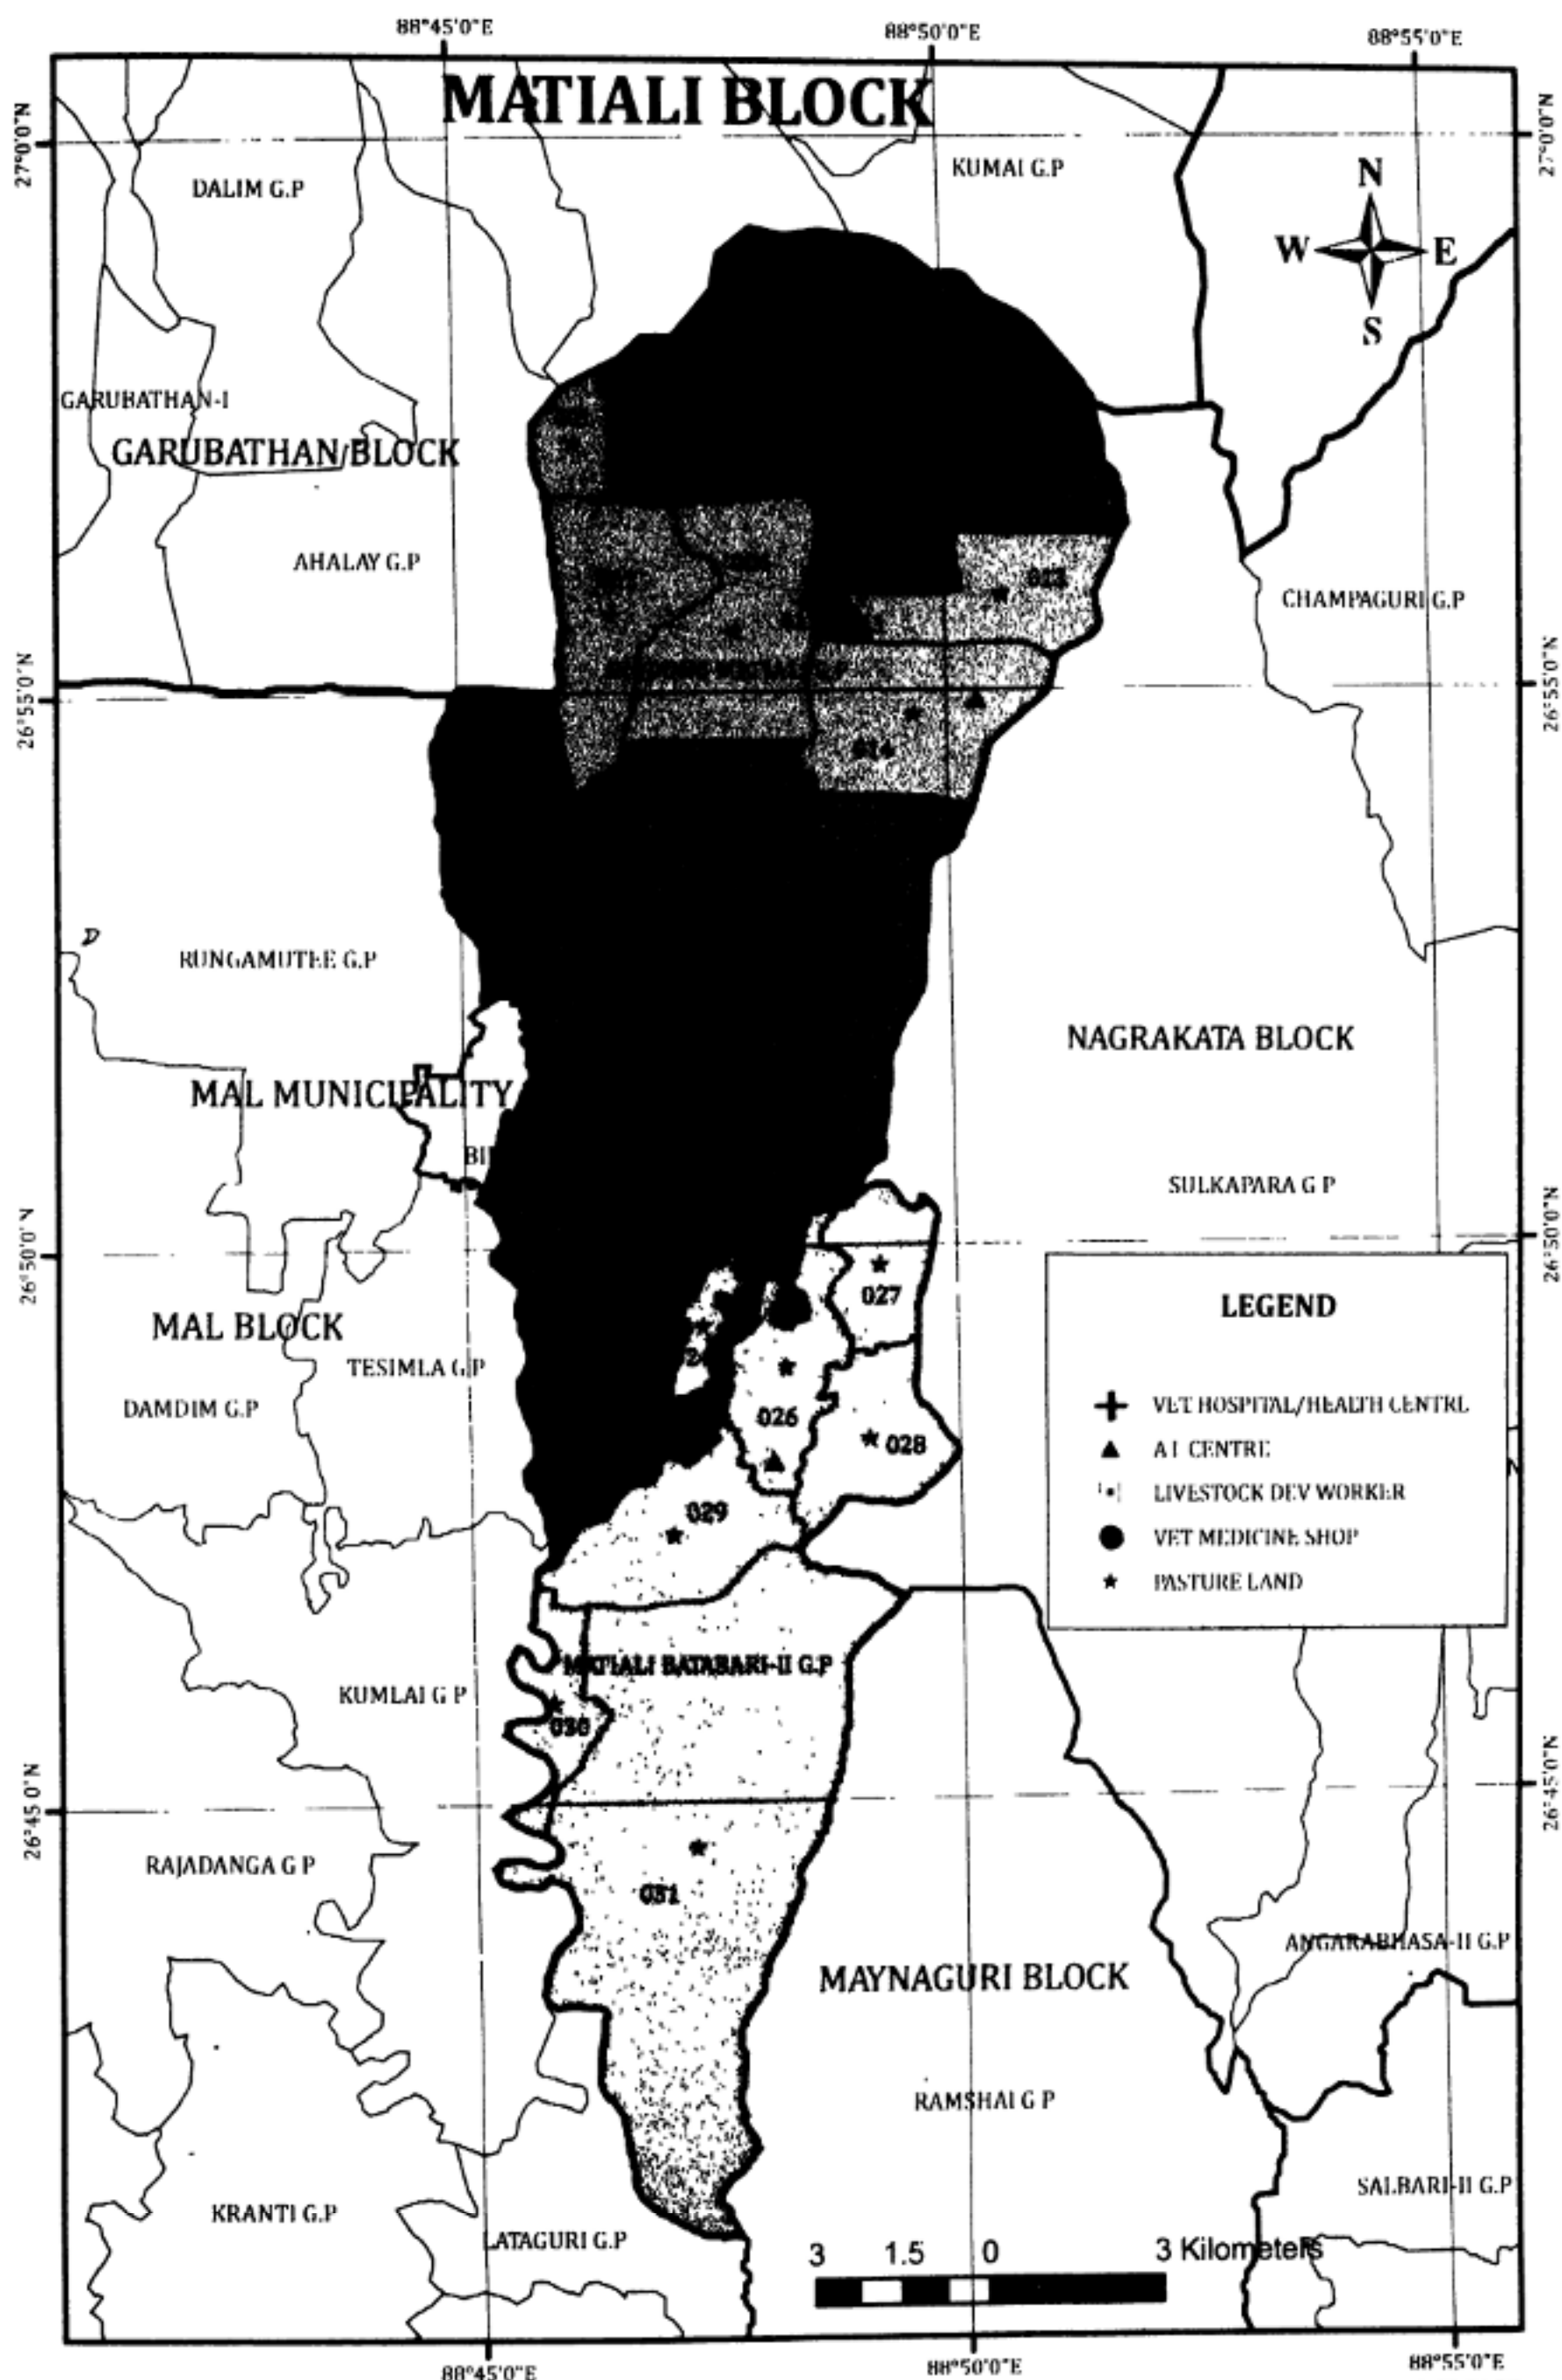 88°45'0"E
88°50'0"E
88°55'0"E
MATIALI BLOCK
27°0'0"N
27°0'0"N
KUMAI G.P
DALIM G.P
N
W
E
S
GARUBATHAN-I
GARUBATHAN BLOCK
AHALAY G.P
013
CHAMPAGURI G.P
26°55'0"N
26°55'0"N
014
RUNGAMUTEE G.P
NAGRAKATA BLOCK
MAL MUNICIPALITY
BI
SULKAPARA G P
26°50'0"N
26°50'0"N
027
LEGEND
MAL BLOCK
TESIMLA G P
DAMDIM G.P
026
028
VET HOSPITAL/HEALTH CENTRE
A I CENTRE
LIVESTOCK DEV WORKER
VET MEDICINE SHOP
PASTURE LAND
029
MATIALI BATABARI-II G.P
KUMLAI G P
030
26°45'0"N
26°45'0"N
RAJADANGA G P
031
ANGARABHASA-II G.P
MAYNAGURI BLOCK
RAMSHAI G P
SALBARI-II G.P
KRANTI G.P
LATAGURI G.P
3 1.5 0 3 Kilometers
88°45'0"E
88°50'0"E
88°55'0"E